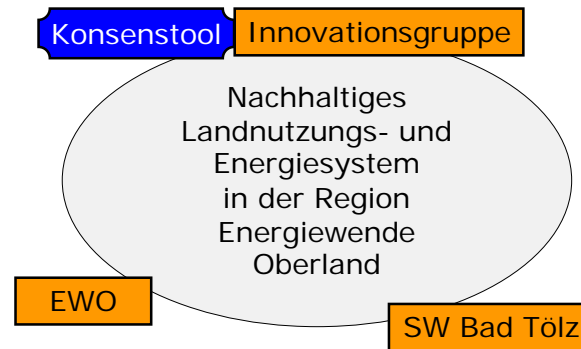 Konsenstool
Innovationsgruppe
Nachhaltiges
Landnutzungs- und
Energiesystem
in der Region
Energiewende
Oberland
EWO
SW Bad Tölz